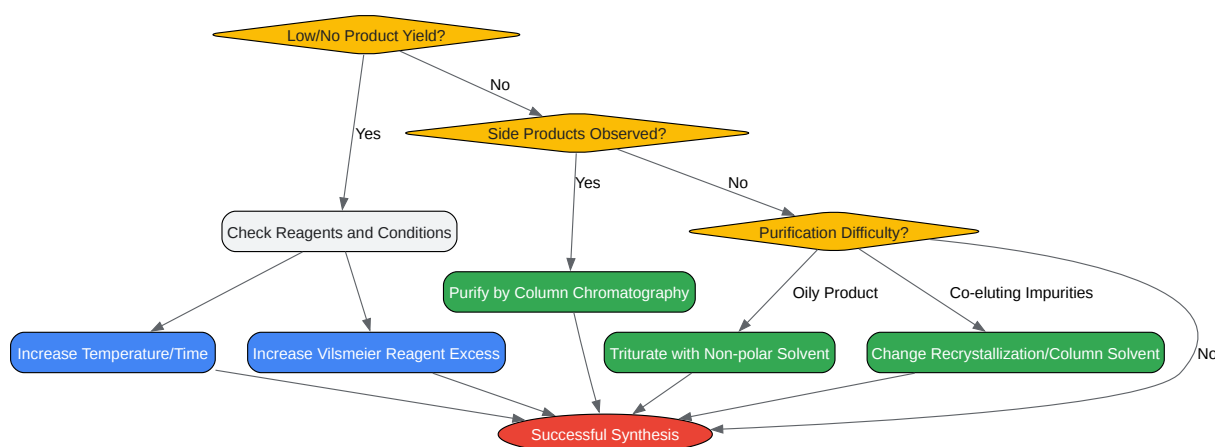 Low/No Product Yield?
No
Yes
Side Products Observed?
Yes
No
Check Reagents and Conditions
Purification Difficulty?
Purify by Column Chromatography
Oily Product
Co-eluting Impurities
Increase Temperature/Time
Increase Vilsmeier Reagent Excess
Triturate with Non-polar Solvent
Change Recrystallization/Column Solvent
No
Successful Synthesis